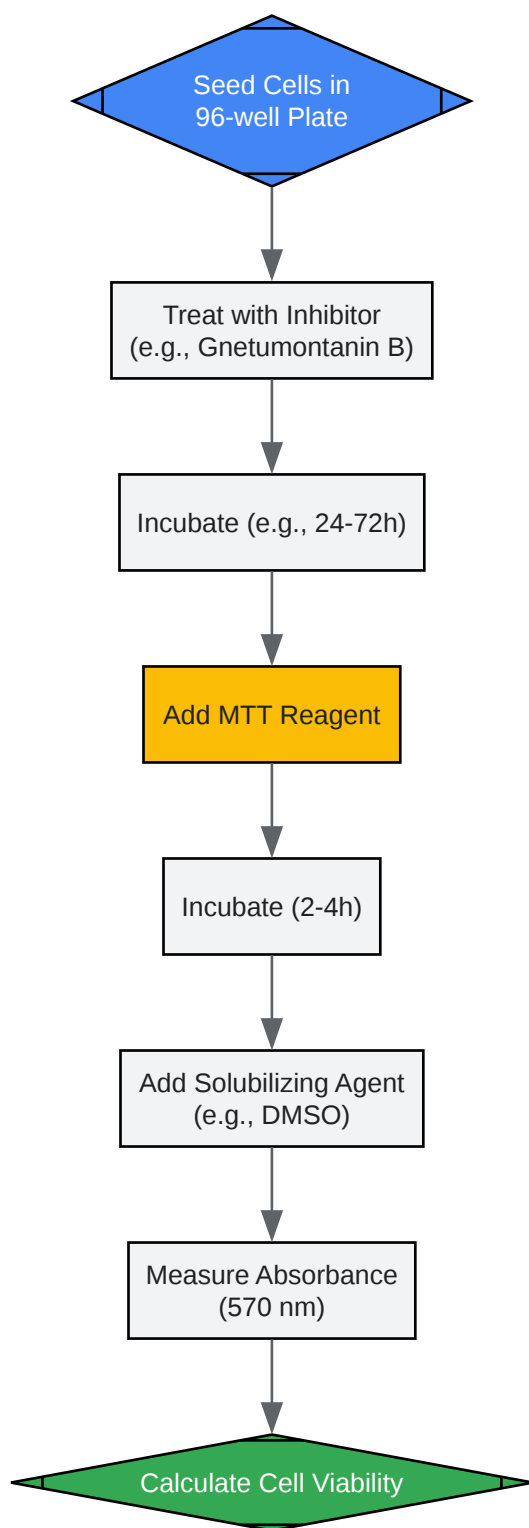 Seed Cells in
96-well Plate
Treat with Inhibitor
(e.g., Gnetumontanin B)
Incubate (e.g., 24-72h)
Add MTT Reagent
Incubate (2-4h)
Add Solubilizing Agent
(e.g., DMSO)
Measure Absorbance
(570 nm)
Calculate Cell Viability